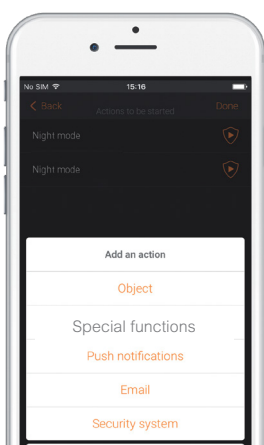 No SIM 15:16
Back Actions to be started Done
Night mode
Night mode
Add an action
Object
Special functions
Push notifications
Email
Security system